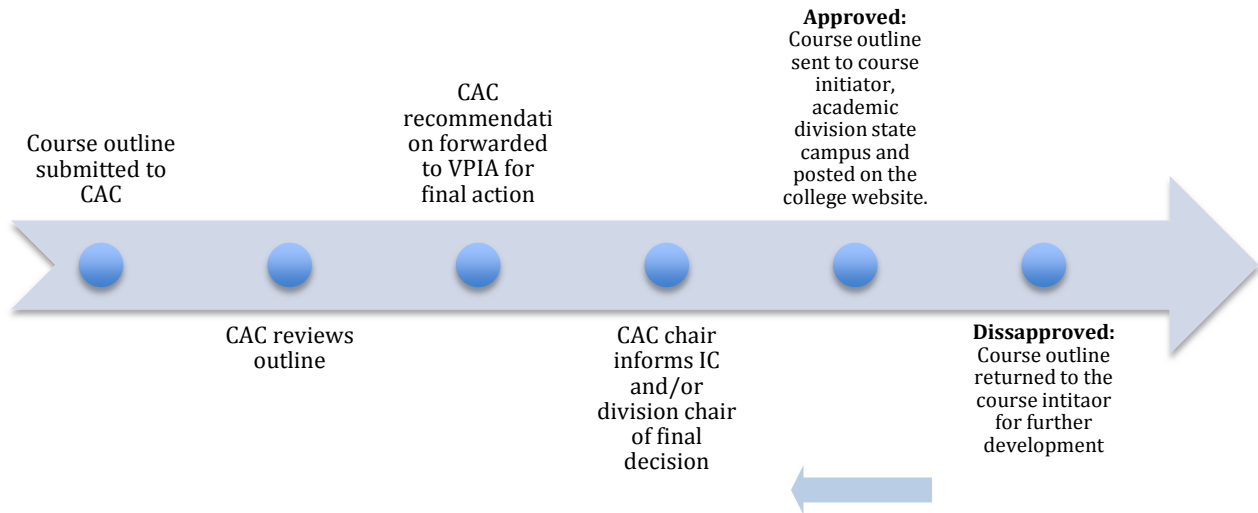 Course outline
submitted to
CAC
CAC reviews
outline
CAC
recommendati
on forwarded
to VPIA for
final action
CAC chair
informs IC
and/or
division chair
of final
decision
Approved:
Course outline
sent to course
initiator,
academic
division state
campus and
posted on the
college website.
Dissapproved:
Course outline
returned to the
course intitaor
for further
development